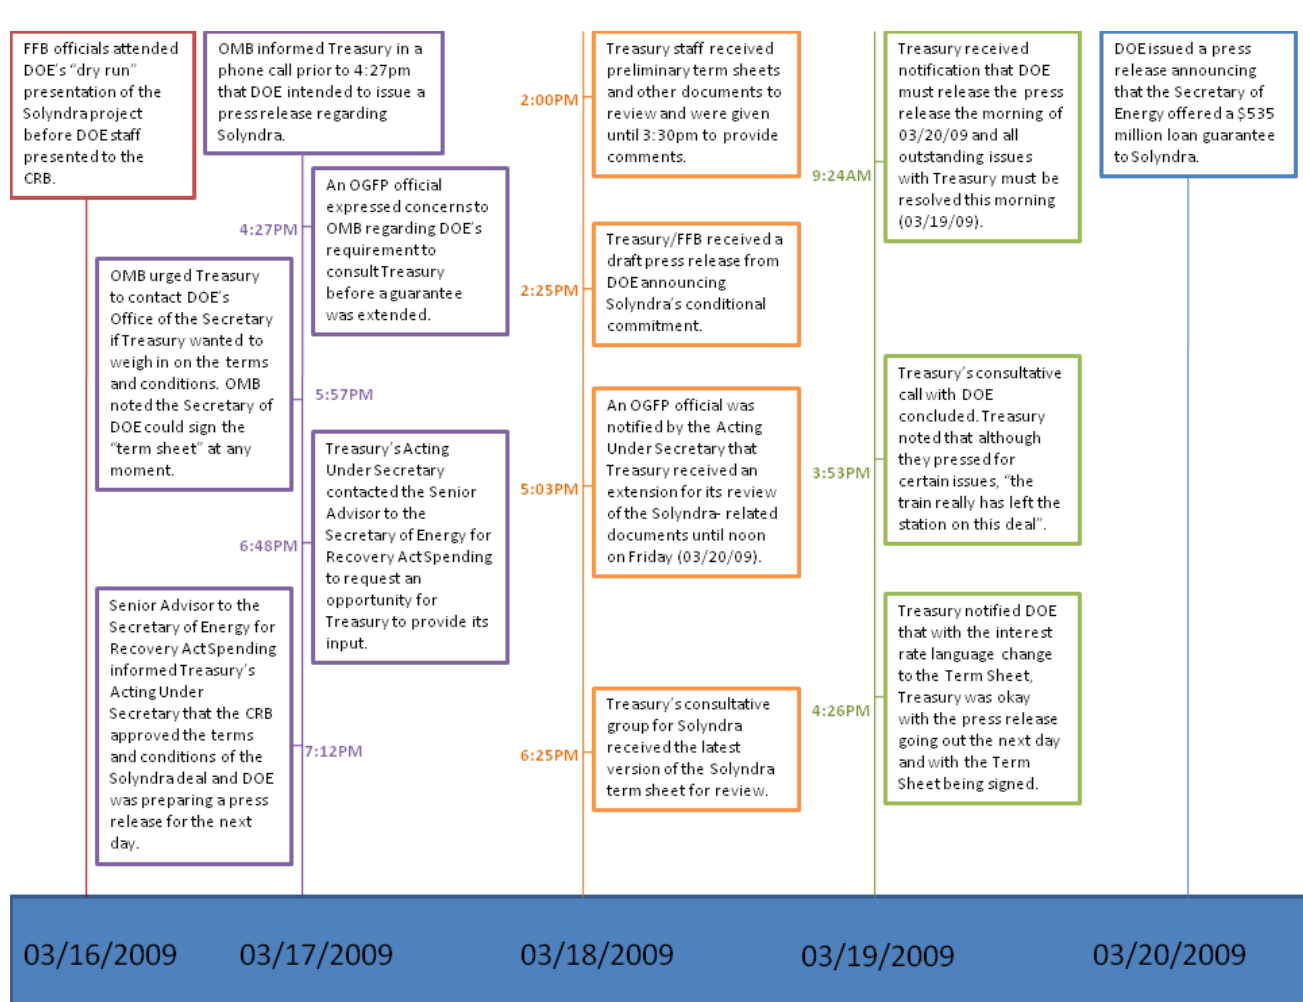 FFB officials attended
DOE's “dry run”
presentation of the
Solyndra project
before DOE staff
presented to the
CRB.
OMB informed Treasury in a
phone call prior to 4:27pm
that DOE intended to issue a
press release regarding
Solyndra.
4:27PM
An OGFP official
expressed concerns to
OMB regarding DOE's
requirement to
consult Treasury
before a guarantee
was extended.
OMB urged Treasury
to contact DOE's
Office of the Secretary
if Treasury wanted to
weigh in on the terms
and conditions. OMB
noted the Secretary of
DOE could sign the
“term sheet” at any
moment.
5:57PM
6:48PM
Treasury's Acting
Under Secretary
contacted the Senior
Advisor to the
Secretary of Energy for
Recovery Act Spending
to request an
opportunity for
Treasury to provide its
input.
Senior Advisor to the
Secretary of Energy for
Recovery Act Spending
informed Treasury's
Acting Under
Secretary that the CRB
approved the terms
and conditions of the
Solyndra deal and DOE
was preparing a press
release for the next
day.
7:12PM
2:00PM
Treasury staff received
preliminary term sheets
and other documents to
review and were given
until 3:30pm to provide
comments.
2:25PM
Treasury/FFB received a
draft press release from
DOE announcing
Solyndra's conditional
commitment.
5:03PM
An OGFP official was
notified by the Acting
Under Secretary that
Treasury received an
extension for its review
of the Solyndra- related
documents until noon
on Friday (03/20/09).
6:25PM
Treasury's consultative
group for Solyndra
received the latest
version of the Solyndra
term sheet for review.
9:24AM
Treasury received
notification that DOE
must release the press
release the morning of
03/20/09 and all
outstanding issues
with Treasury must be
resolved this morning
(03/19/09).
3:53PM
Treasury's consultative
call with DOE
concluded. Treasury
noted that although
they pressed for
certain issues, “the
train really has left the
station on this deal”.
4:26PM
Treasury notified DOE
that with the interest
rate language change
to the Term Sheet,
Treasury was okay
with the press release
going out the next day
and with the Term
Sheet being signed.
DOE issued a press
release announcing
that the Secretary of
Energy offered a $535
million loan guarantee
to Solyndra.
03/16/2009
03/17/2009
03/18/2009
03/19/2009
03/20/2009